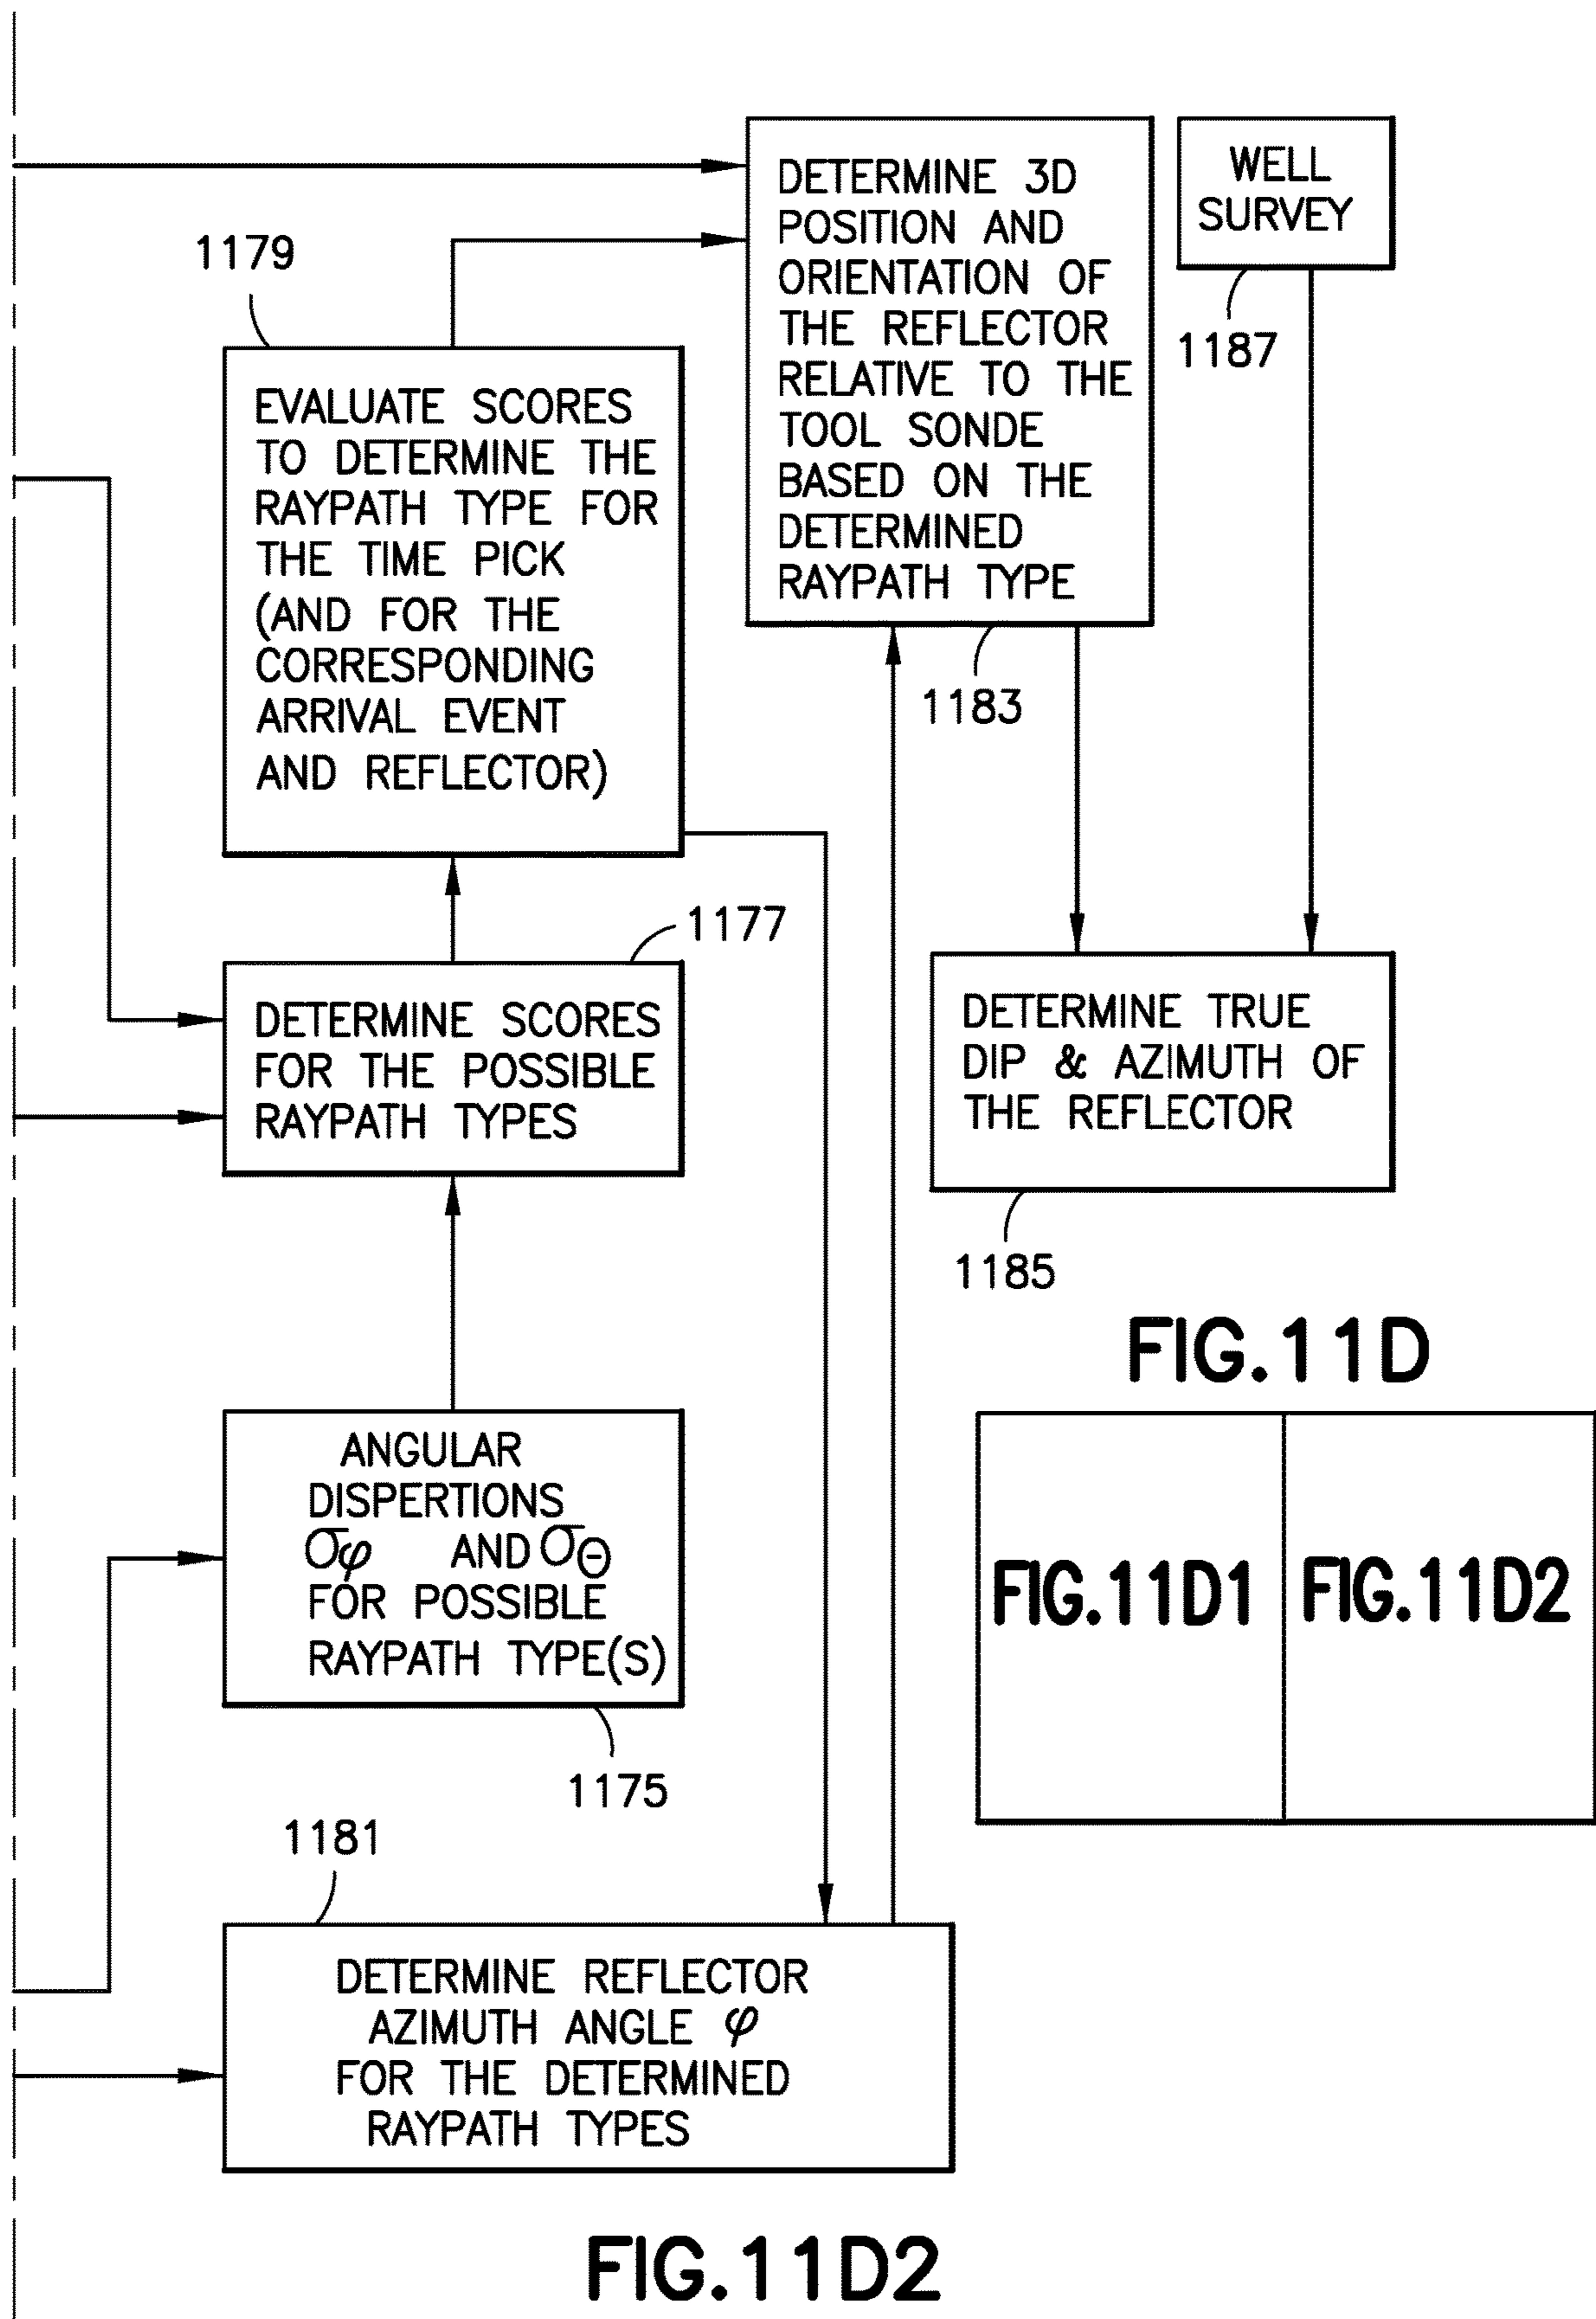 1179
EVALUATE SCORES
TO DETERMINE THE
RAYPATH TYPE FOR
THE TIME PICK
(AND FOR THE
CORRESPONDING
ARRIVAL EVENT
AND REFLECTOR)
DETERMINE 3D
POSITION AND
ORIENTATION OF
THE REFLECTOR
RELATIVE TO THE
TOOL SONDE
BASED ON THE
DETERMINED
RAYPATH TYPE
1183
WELL
SURVEY
1187
1177
DETERMINE SCORES
FOR THE POSSIBLE
RAYPATH TYPES
DETERMINE TRUE
DIP & AZIMUTH OF
THE REFLECTOR
1185
ANGULAR
DISPERTIONS
σφ AND σΘ
FOR POSSIBLE
RAYPATH TYPE(S)
1175
1181
DETERMINE REFLECTOR
AZIMUTH ANGLE φ
FOR THE DETERMINED
RAYPATH TYPES
FIG.11D
FIG.11D1
FIG.11D2
FIG.11D2